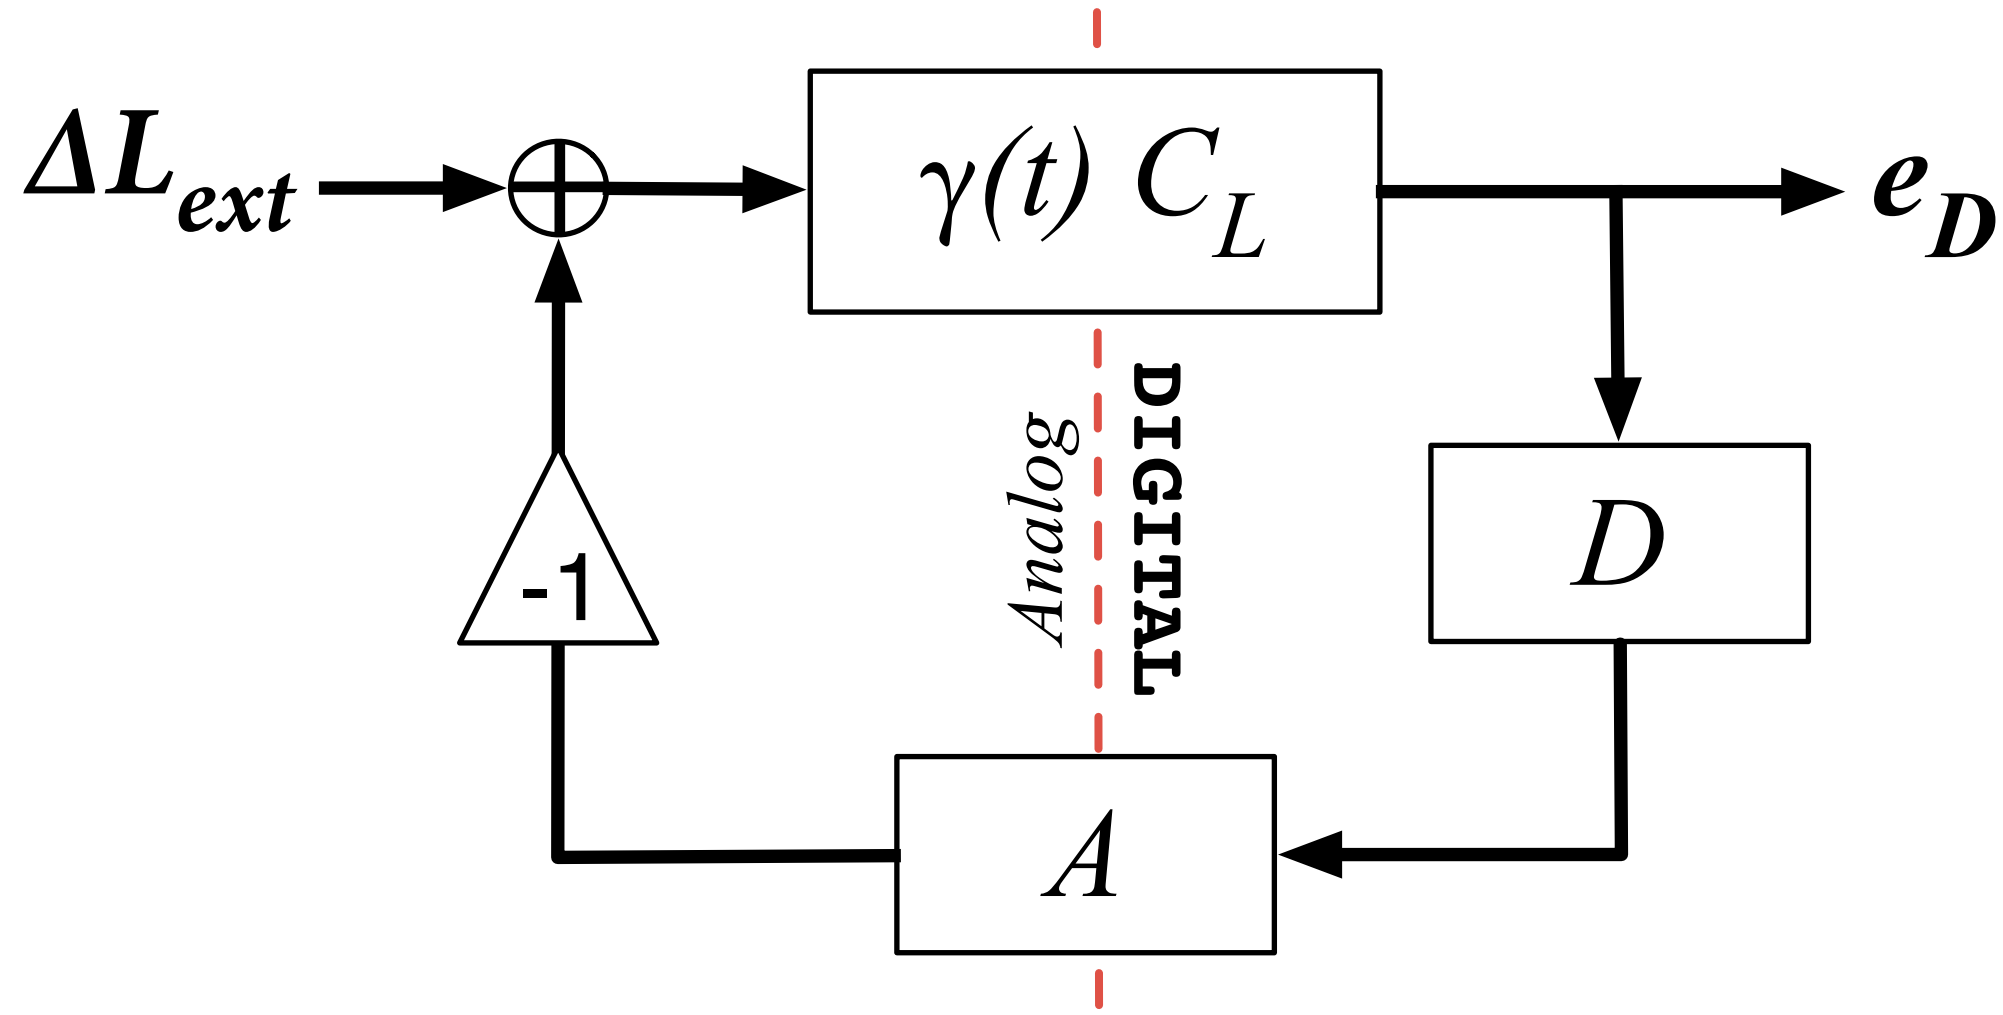 ΔL_ext
γ(t) C_L
e_D
Analog
DIGITAL
-1
D
A